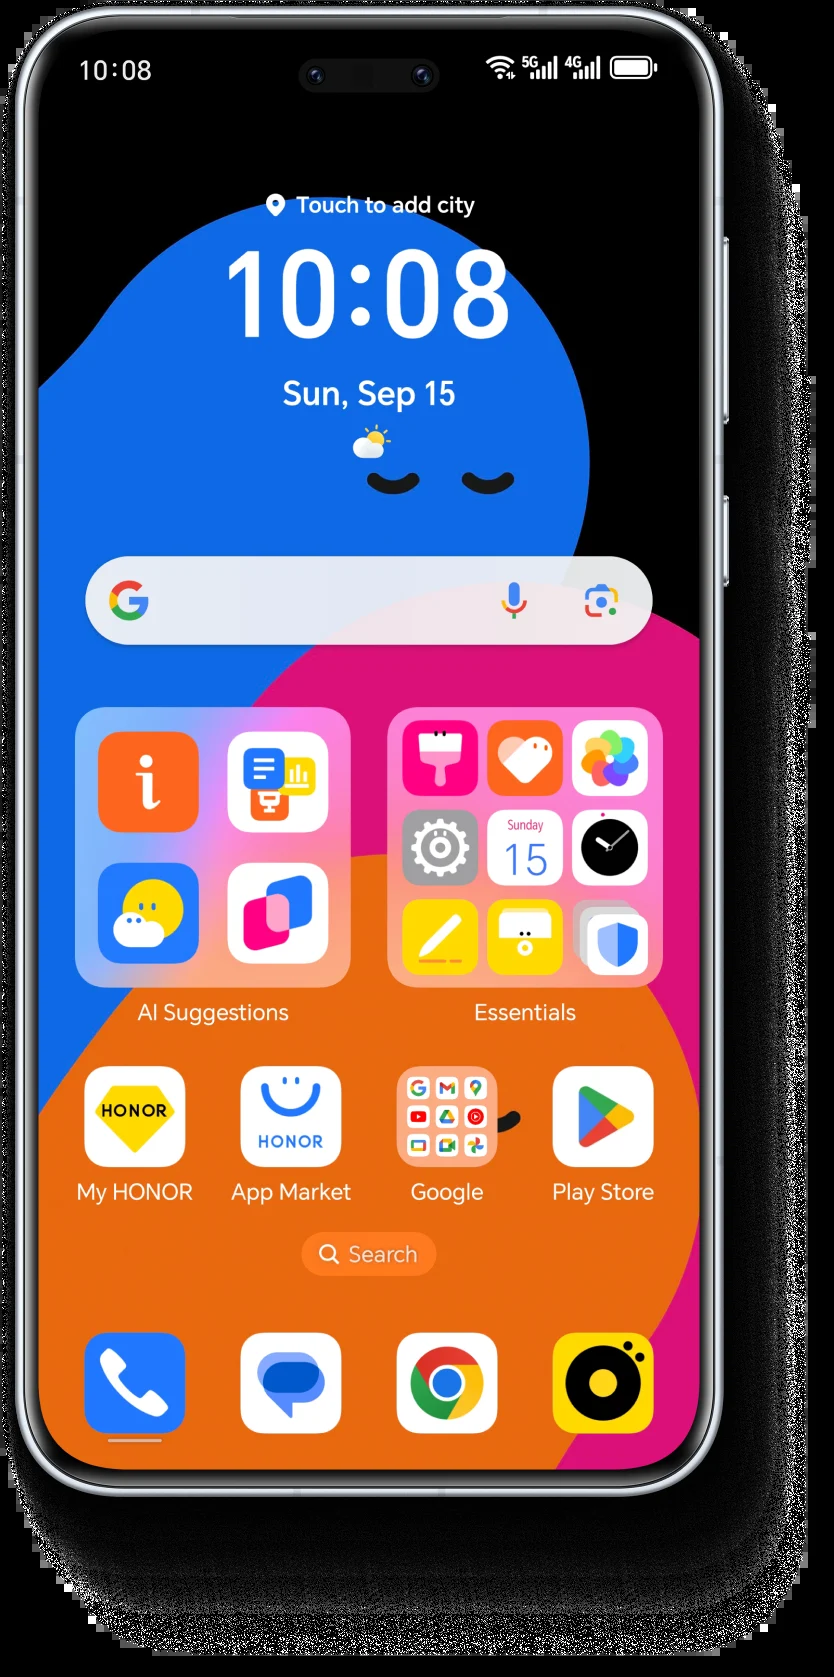 10:08
5G 4G
Touch to add city
10:08
Sun, Sep 15
Sunday
15
AI Suggestions
Essentials
HONOR
HONOR
My HONOR
App Market
Google
Play Store
Search